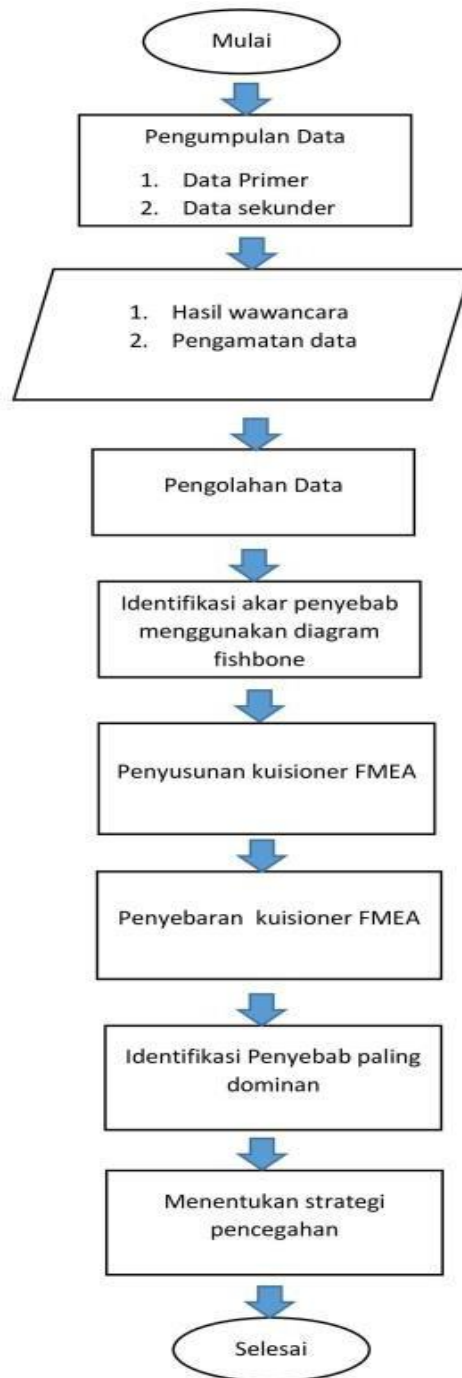 Mulai
Pengumpulan Data
1. Data Primer
2. Data sekunder
1. Hasil wawancara
2. Pengamatan data
Pengolahan Data
Identifikasi akar penyebab
menggunakan diagram
fishbone
Penyusunan kuisioner FMEA
Penyebaran kuisioner FMEA
Identifikasi Penyebab paling
dominan
Menentukan strategi
pencegahan
Selesai